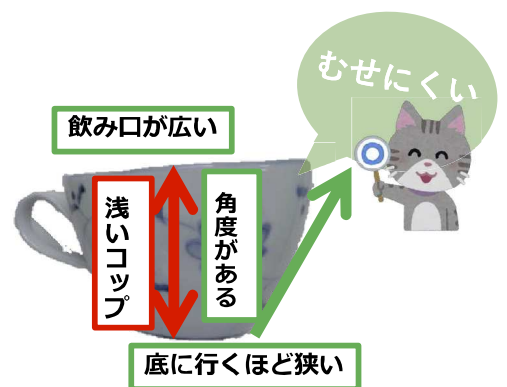 むせにくい
飲み口が広い
浅いコップ
角度がある
底に行くほど狭い